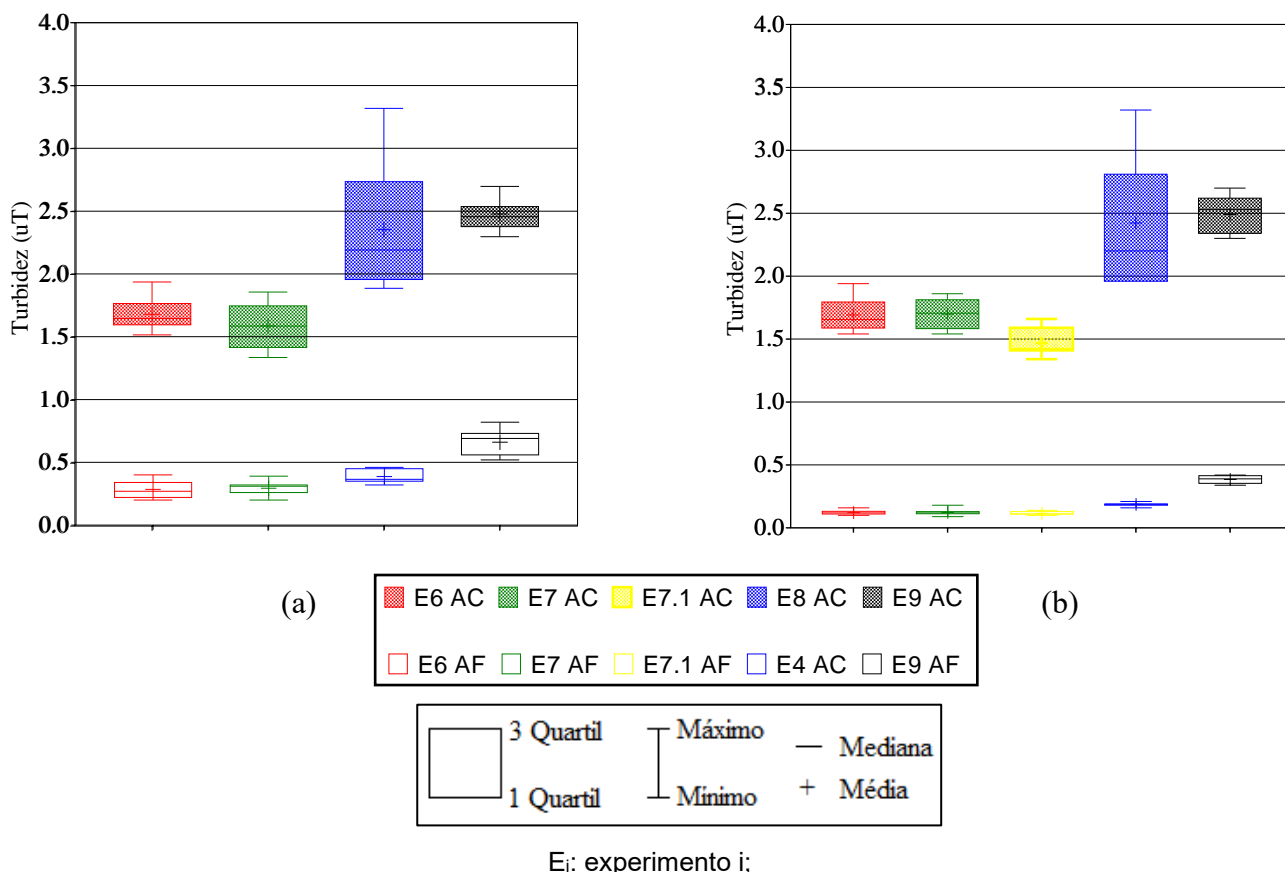 4.0
3.5
3.0
2.5
2.0
1.5
1.0
0.5
0.0
Turbidez (uT)
4.0
3.5
3.0
2.5
2.0
1.5
1.0
0.5
0.0
Turbidez (uT)
(a)
E6 AC E7 AC E7.1 AC E8 AC E9 AC
(b)
E6 AF E7 AF E7.1 AF E4 AC E9 AF
3 Quartil
1 Quartil
Máximo
Mínimo
Mediana
+ Média
Ei: experimento i;